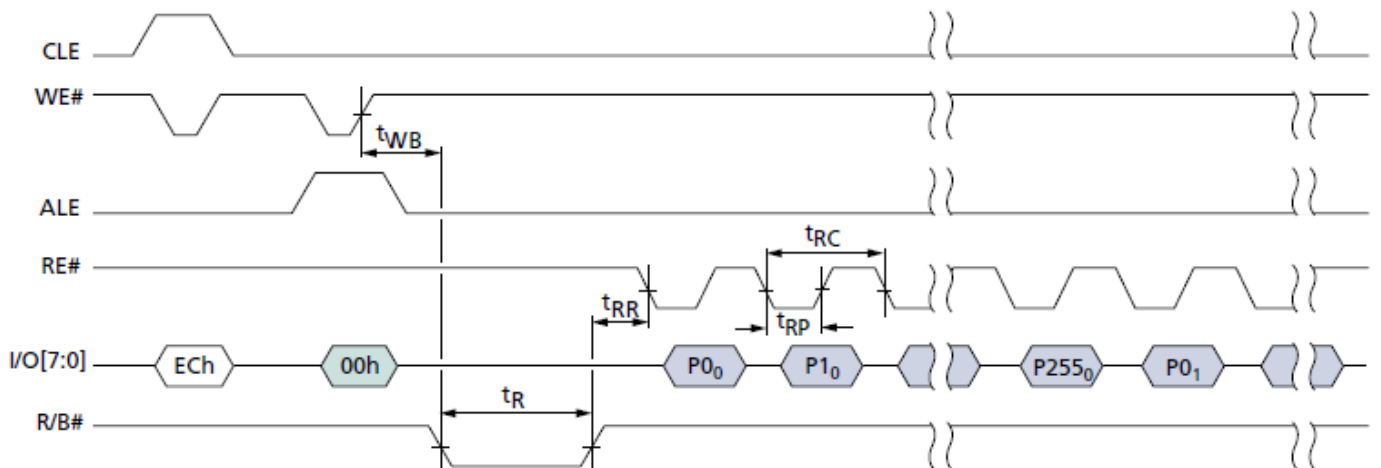 CLE
WE#
tWB
ALE
tRC
RE#
tRR
tRP
I/O[7:0] ECh 00h P0₀ P1₀ P255₀ P0₁
tR
R/B#